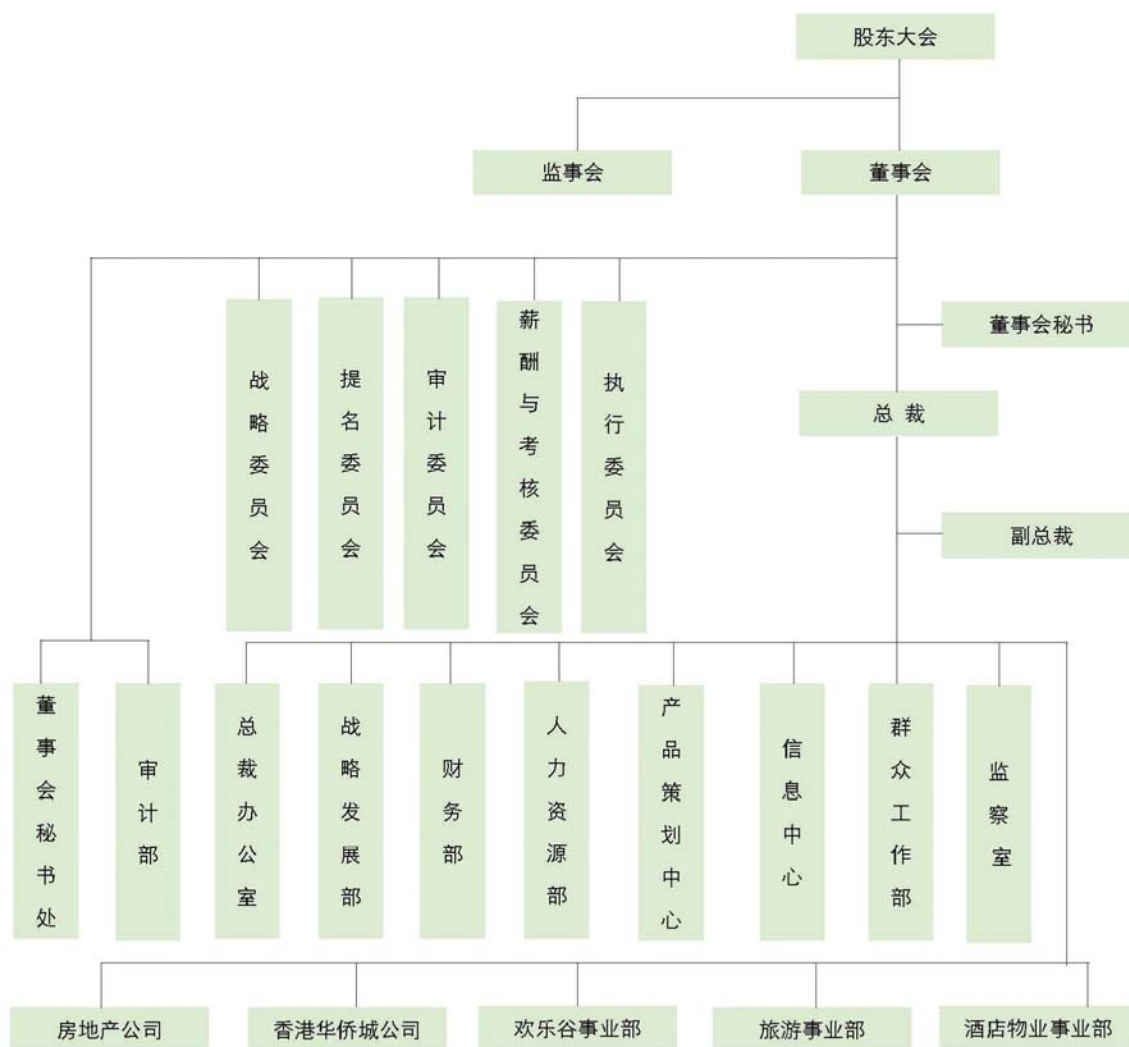 股东大会
监事会
董事会
董事会秘书
总 裁
副总裁
战略委员会
提名委员会
审计委员会
薪酬与考核委员会
执行委员会
董事会秘书处
审计部
总裁办公室
战略发展部
财务部
人力资源部
产品策划中心
信息中心
群众工作部
监察室
房地产公司
香港华侨城公司
欢乐谷事业部
旅游事业部
酒店物业事业部